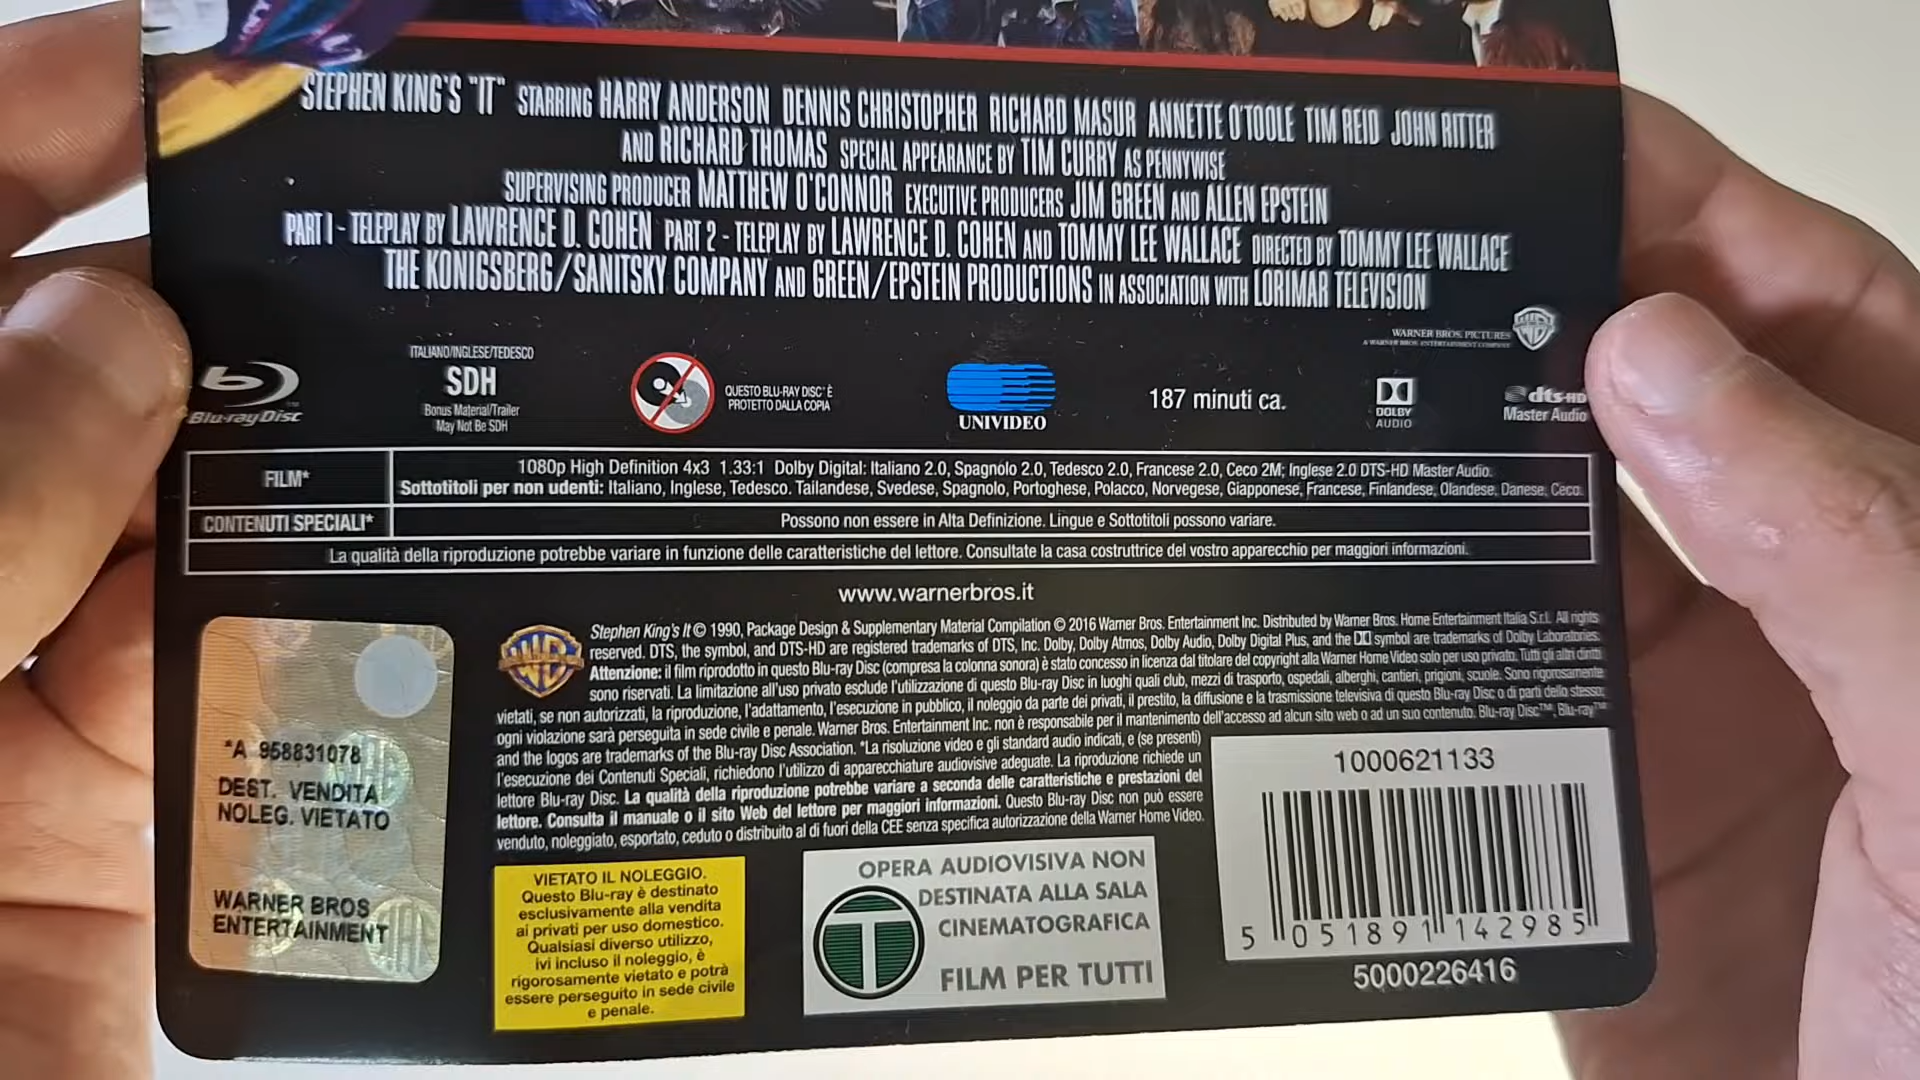 STEPHEN KING'S "IT" STARRING HARRY ANDERSON DENNIS CHRISTOPHER RICHARD MASUR ANNETTE O'TOOLE TIM REID JOHN RITTER
AND RICHARD THOMAS SPECIAL APPEARANCE BY TIM CURRY AS PENNYWISE
SUPERVISING PRODUCER MATTHEW O'CONNOR EXECUTIVE PRODUCERS JIM GREEN AND ALLEN EPSTEIN
PART 1 - TELEPLAY BY LAWRENCE D. COHEN PART 2 - TELEPLAY BY LAWRENCE D. COHEN AND TOMMY LEE WALLACE DIRECTED BY TOMMY LEE WALLACE
THE KONIGSBERG/SANITSKY COMPANY AND GREEN/EPSTEIN PRODUCTIONS IN ASSOCIATION WITH LORIMAR TELEVISION
WARNER BROS. PICTURES
A WARNER BROS. ENTERTAINMENT COMPANY
Blu-ray Disc
ITALIANO/INGLESE/TEDESCO
SDH
Bonus Material/Trailer
May Not Be SDH
QUESTO BLU-RAY DISC™ È
PROTETTO DALLA COPIA
UNIVIDEO
187 minuti ca.
DOLBY
AUDIO
dts-HD
Master Audio
FILM*
1080p High Definition 4x3 1.33:1 Dolby Digital: Italiano 2.0, Spagnolo 2.0, Tedesco 2.0, Francese 2.0, Ceco 2M; Inglese 2.0 DTS-HD Master Audio.
Sottotitoli per non udenti: Italiano, Inglese, Tedesco. Tailandese, Svedese, Spagnolo, Portoghese, Polacco, Norvegese, Giapponese, Francese, Finlandese, Olandese, Danese, Ceco.
CONTENUTI SPECIALI*
Possono non essere in Alta Definizione. Lingue e Sottotitoli possono variare.
La qualità della riproduzione potrebbe variare in funzione delle caratteristiche del lettore. Consultate la casa costruttrice del vostro apparecchio per maggiori informazioni.
www.warnerbros.it
Stephen King's It © 1990, Package Design & Supplementary Material Compilation © 2016 Warner Bros. Entertainment Inc. Distributed by Warner Bros. Home Entertainment Italia S.r.l. All rights
reserved. DTS, the symbol, and DTS-HD are registered trademarks of DTS, Inc. Dolby, Dolby Atmos, Dolby Audio, Dolby Digital Plus, and the symbol are trademarks of Dolby Laboratories.
Attenzione: il film riprodotto in questo Blu-ray Disc (compresa la colonna sonora) è stato concesso in licenza dal titolare del copyright alla Warner Home Video solo per uso privato. Tutti gli altri diritti
sono riservati. La limitazione all'uso privato esclude l'utilizzazione di questo Blu-ray Disc in luoghi quali club, mezzi di trasporto, ospedali, alberghi, cantieri, prigioni, scuole. Sono rigorosamente
vietati, se non autorizzati, la riproduzione, l'adattamento, l'esecuzione in pubblico, il noleggio da parte dei privati, il prestito, la diffusione e la trasmissione televisiva di questo Blu-ray Disc o di parti dello stesso;
ogni violazione sarà perseguita in sede civile e penale. Warner Bros. Entertainment Inc. non è responsabile per il mantenimento dell'accesso ad alcun sito web o ad un suo contenuto. Blu-ray Disc™, Blu-ray™
and the logos are trademarks of the Blu-ray Disc Association. *La risoluzione video e gli standard audio indicati, e (se presenti)
l'esecuzione dei Contenuti Speciali, richiedono l'utilizzo di apparecchiature audiovisive adeguate. La riproduzione richiede un
lettore Blu-ray Disc. La qualità della riproduzione potrebbe variare a seconda delle caratteristiche e prestazioni del
lettore. Consulta il manuale o il sito Web del lettore per maggiori informazioni. Questo Blu-ray Disc non può essere
venduto, noleggiato, esportato, ceduto o distribuito al di fuori della CEE senza specifica autorizzazione della Warner Home Video.
*A 958831078
DEST. VENDITA
NOLEG. VIETATO
WARNER BROS
ENTERTAINMENT
VIETATO IL NOLEGGIO.
Questo Blu-ray è destinato
esclusivamente alla vendita
ai privati per uso domestico.
Qualsiasi diverso utilizzo,
ivi incluso il noleggio, è
rigorosamente vietato e potrà
essere perseguito in sede civile
e penale.
OPERA AUDIOVISIVA NON
DESTINATA ALLA SALA
CINEMATOGRAFICA
T
FILM PER TUTTI
1000621133
5 051891 142985
5000226416